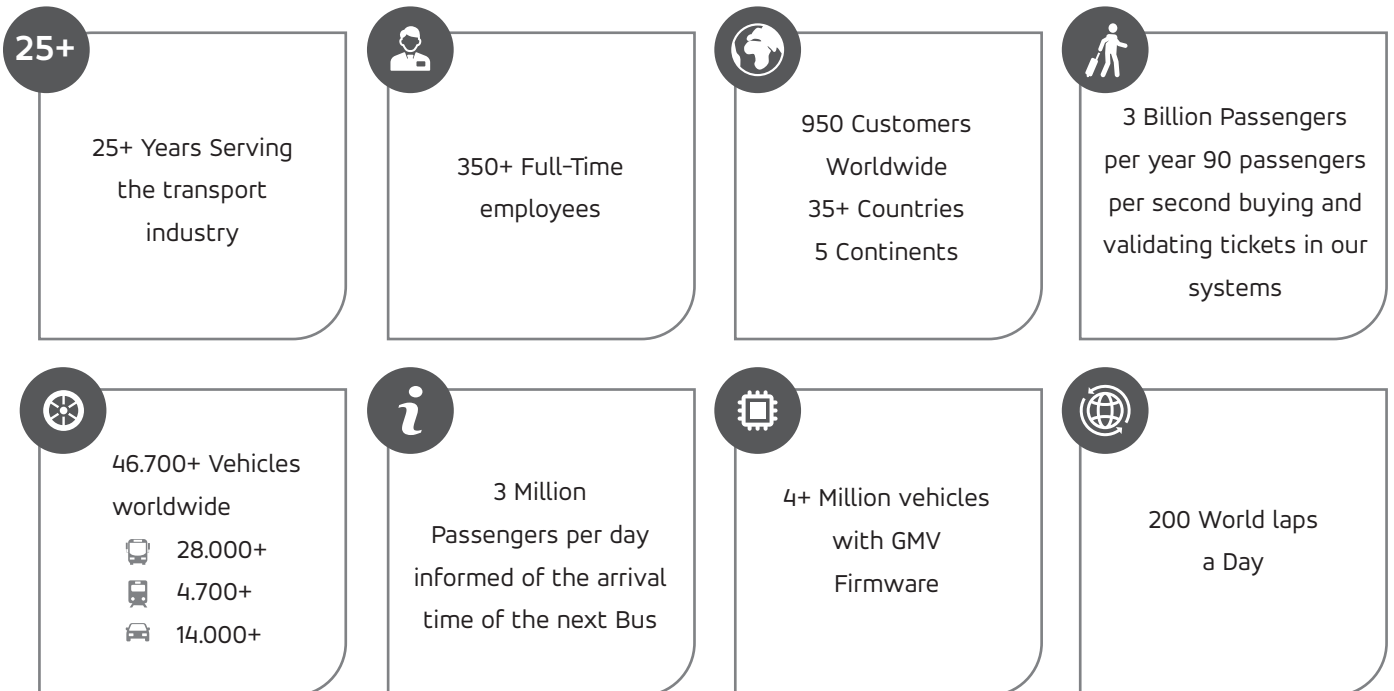 25+
25+ Years Serving
the transport
industry
350+ Full-Time
employees
950 Customers
Worldwide
35+ Countries
5 Continents
3 Billion Passengers
per year 90 passengers
per second buying and
validating tickets in our
systems
46.700+ Vehicles
worldwide
28.000+
4.700+
14.000+
i
3 Million
Passengers per day
informed of the arrival
time of the next Bus
4+ Million vehicles
with GMV
Firmware
200 World laps
a Day